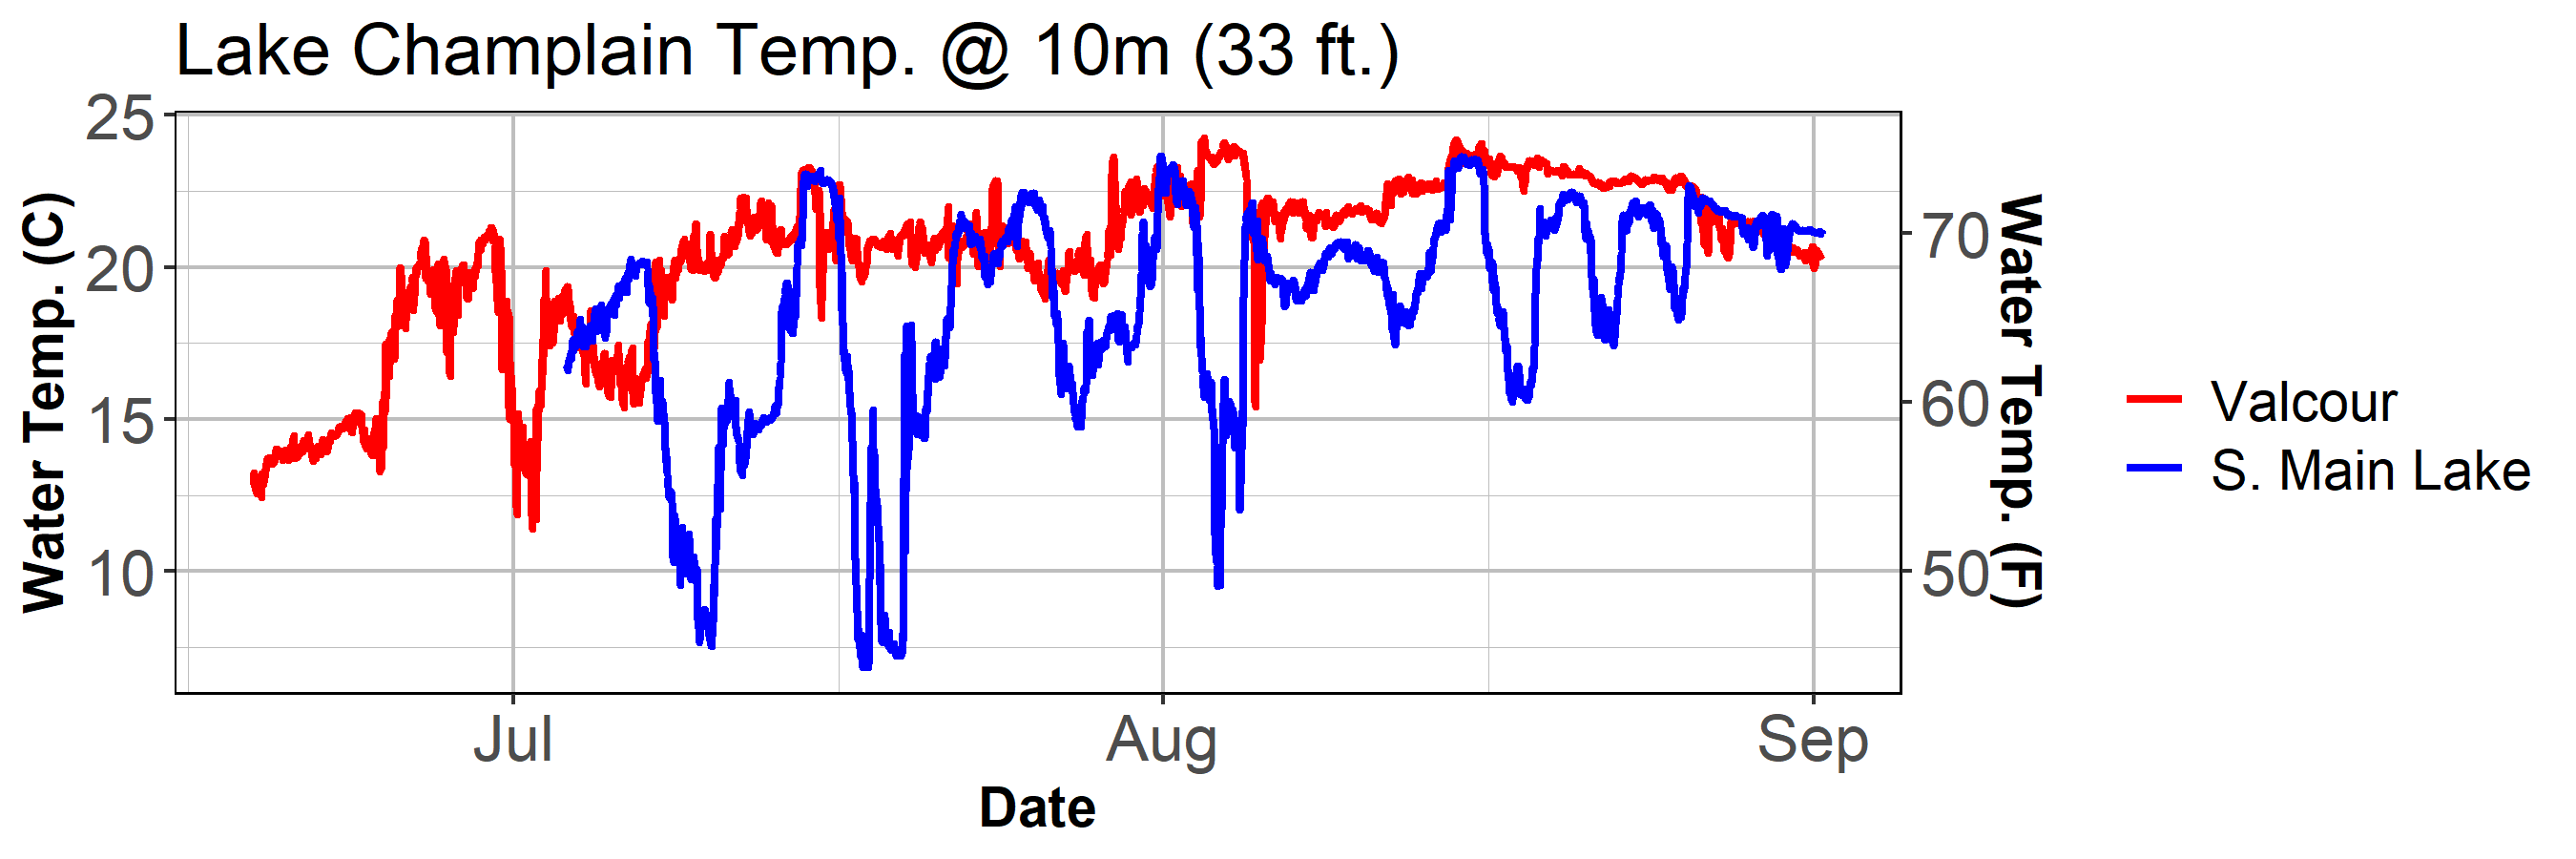 Lake Champlain Temp. @ 10m (33 ft.)
Water Temp. (C)
25
20
15
10
70
60
50
Water Temp. (F)
Jul
Aug
Sep
Date
Valcour
S. Main Lake